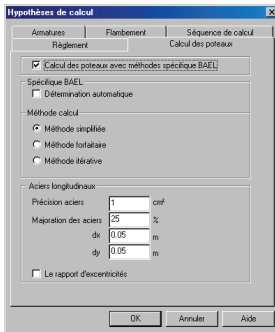 Hypothèses de calcul
Armatures Flambement Séquence de calcul
Règlement Calcul des poteaux
Calcul des poteaux avec méthodes spécifique BAEL
Spécifique BAEL
Détermination automatique
Méthode calcul
Méthode simplifiée
Méthode forfaitaire
Méthode itérative
Aciers longitudinaux
Précision aciers 1 cm²
Majoration des aciers 25 %
dx 0.05 m
dy 0.05 m
Le rapport d'excentricités
OK Annuler Aide